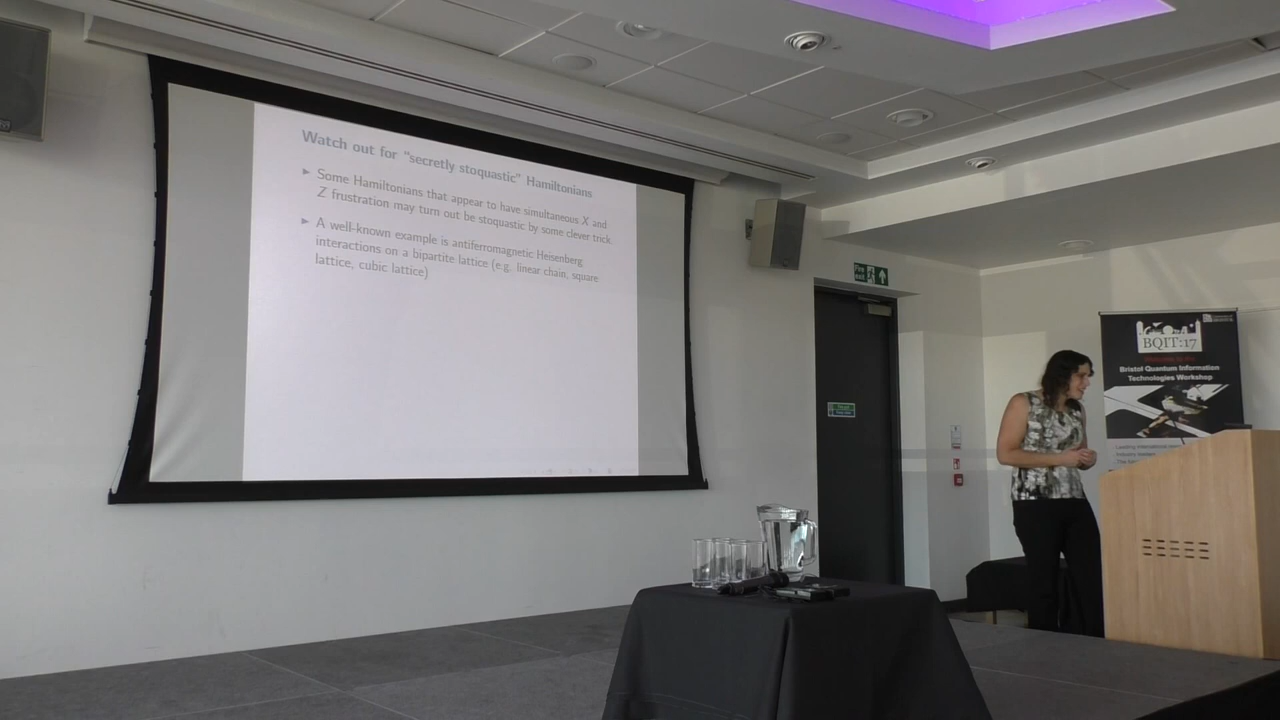 Watch out for "secretly stoquastic" Hamiltonians
Some Hamiltonians that appear to have simultaneous X and
Z frustration may turn out be stoquastic by some clever trick.
A well-known example is antiferromagnetic Heisenberg
interactions on a bipartite lattice (e.g. linear chain, square
lattice, cubic lattice)
Fire
exit
BQIT:17
Bristol Quantum Information
Technologies Workshop